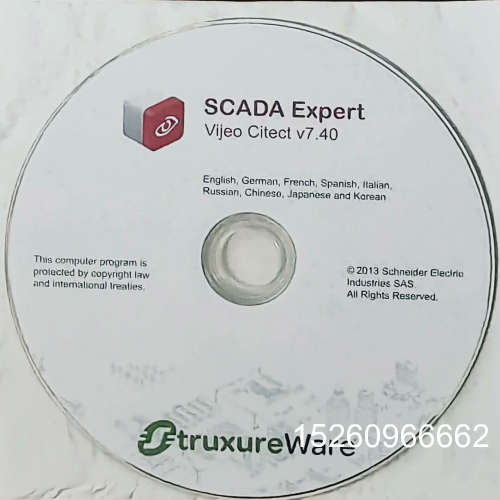 SCADA Expert
Vijeo Citect v7.40
English, German, French, Spanish, Italian,
Russian, Chinese, Japanese and Korean
This computer program is
protected by copyright law
and international treaties.
© 2013 Schneider Electric
Industries SAS.
All Rights Reserved.
15260966662
StruxureWare